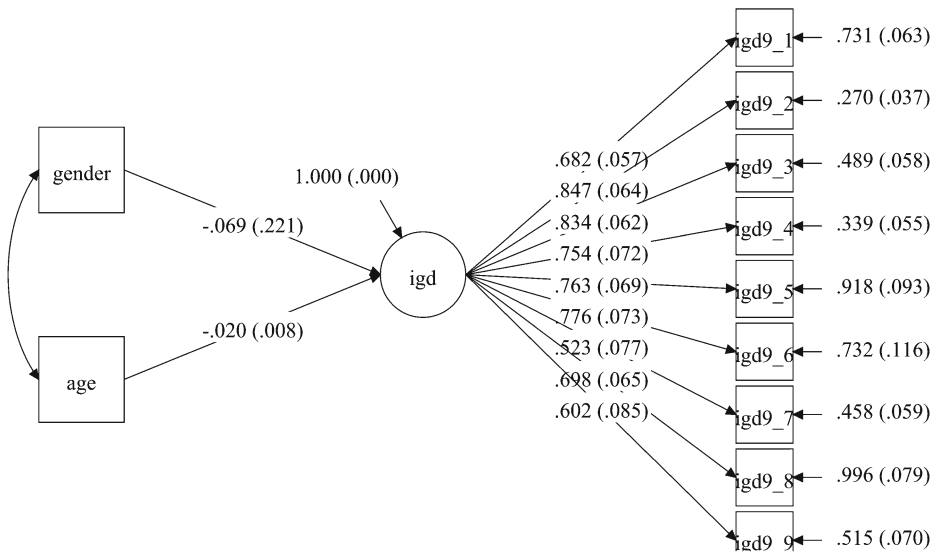 gender
age
-.069 (.221)
-.020 (.008)
1.000 (.000)
igd
.682 (.057)
.847 (.064)
.834 (.062)
.754 (.072)
.763 (.069)
.776 (.073)
.523 (.077)
.698 (.065)
.602 (.085)
igd9_1 .731 (.063)
igd9_2 .270 (.037)
igd9_3 .489 (.058)
igd9_4 .339 (.055)
igd9_5 .918 (.093)
igd9_6 .732 (.116)
igd9_7 .458 (.059)
igd9_8 .996 (.079)
igd9_9 .515 (.070)